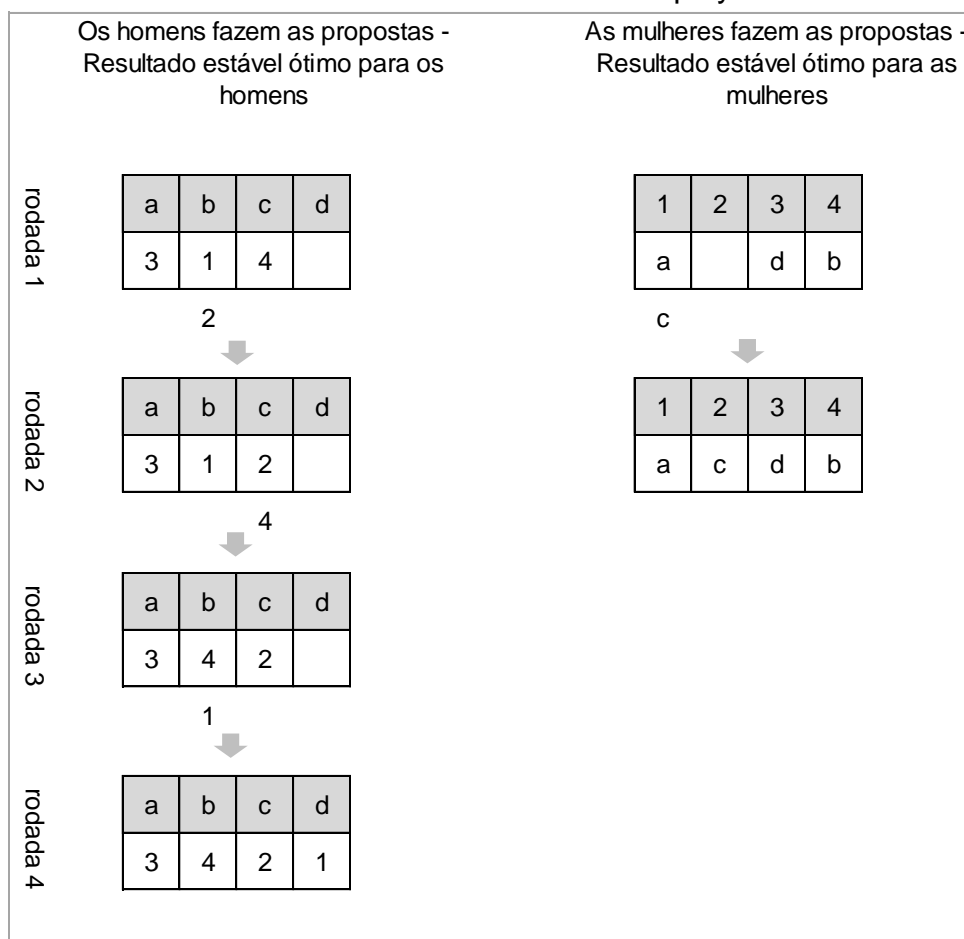 Os homens fazem as propostas -
Resultado estável ótimo para os
homens
As mulheres fazem as propostas -
Resultado estável ótimo para as
mulheres
rodada 1
a b c d
3 1 4
2
1 2 3 4
a d b
c
rodada 2
a b c d
3 1 2
4
1 2 3 4
a c d b
rodada 3
a b c d
3 4 2
1
rodada 4
a b c d
3 4 2 1